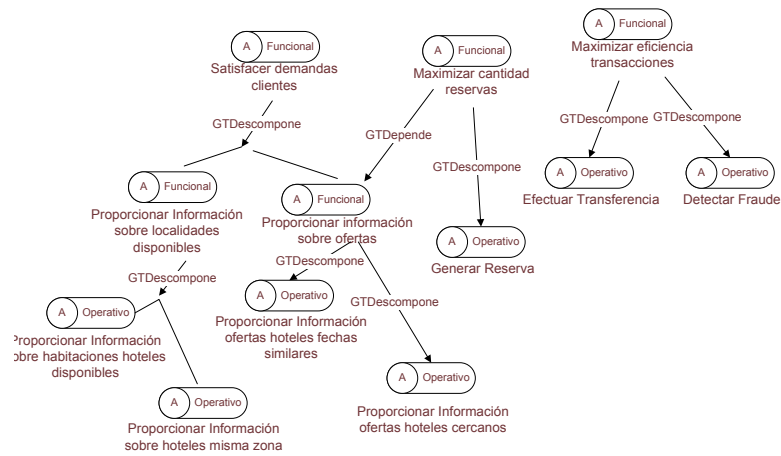 A Funcional
Satisfacer demandas
clientes
A Funcional
Maximizar cantidad
reservas
A Funcional
Maximizar eficiencia
transacciones
GTDescompone
GTDepende
GTDescompone
GTDescompone
GTDescompone
A Funcional
Proporcionar Información
sobre localidades
disponibles
A Funcional
Proporcionar información
sobre ofertas
A Operativo
Efectuar Transferencia
A Operativo
Detectar Fraude
A Operativo
Generar Reserva
GTDescompone
GTDescompone
GTDescompone
A Operativo
Proporcionar Información
obre habitaciones hoteles
disponibles
A Operativo
Proporcionar Información
ofertas hoteles fechas
similares
A Operativo
Proporcionar Información
sobre hoteles misma zona
A Operativo
Proporcionar Información
ofertas hoteles cercanos